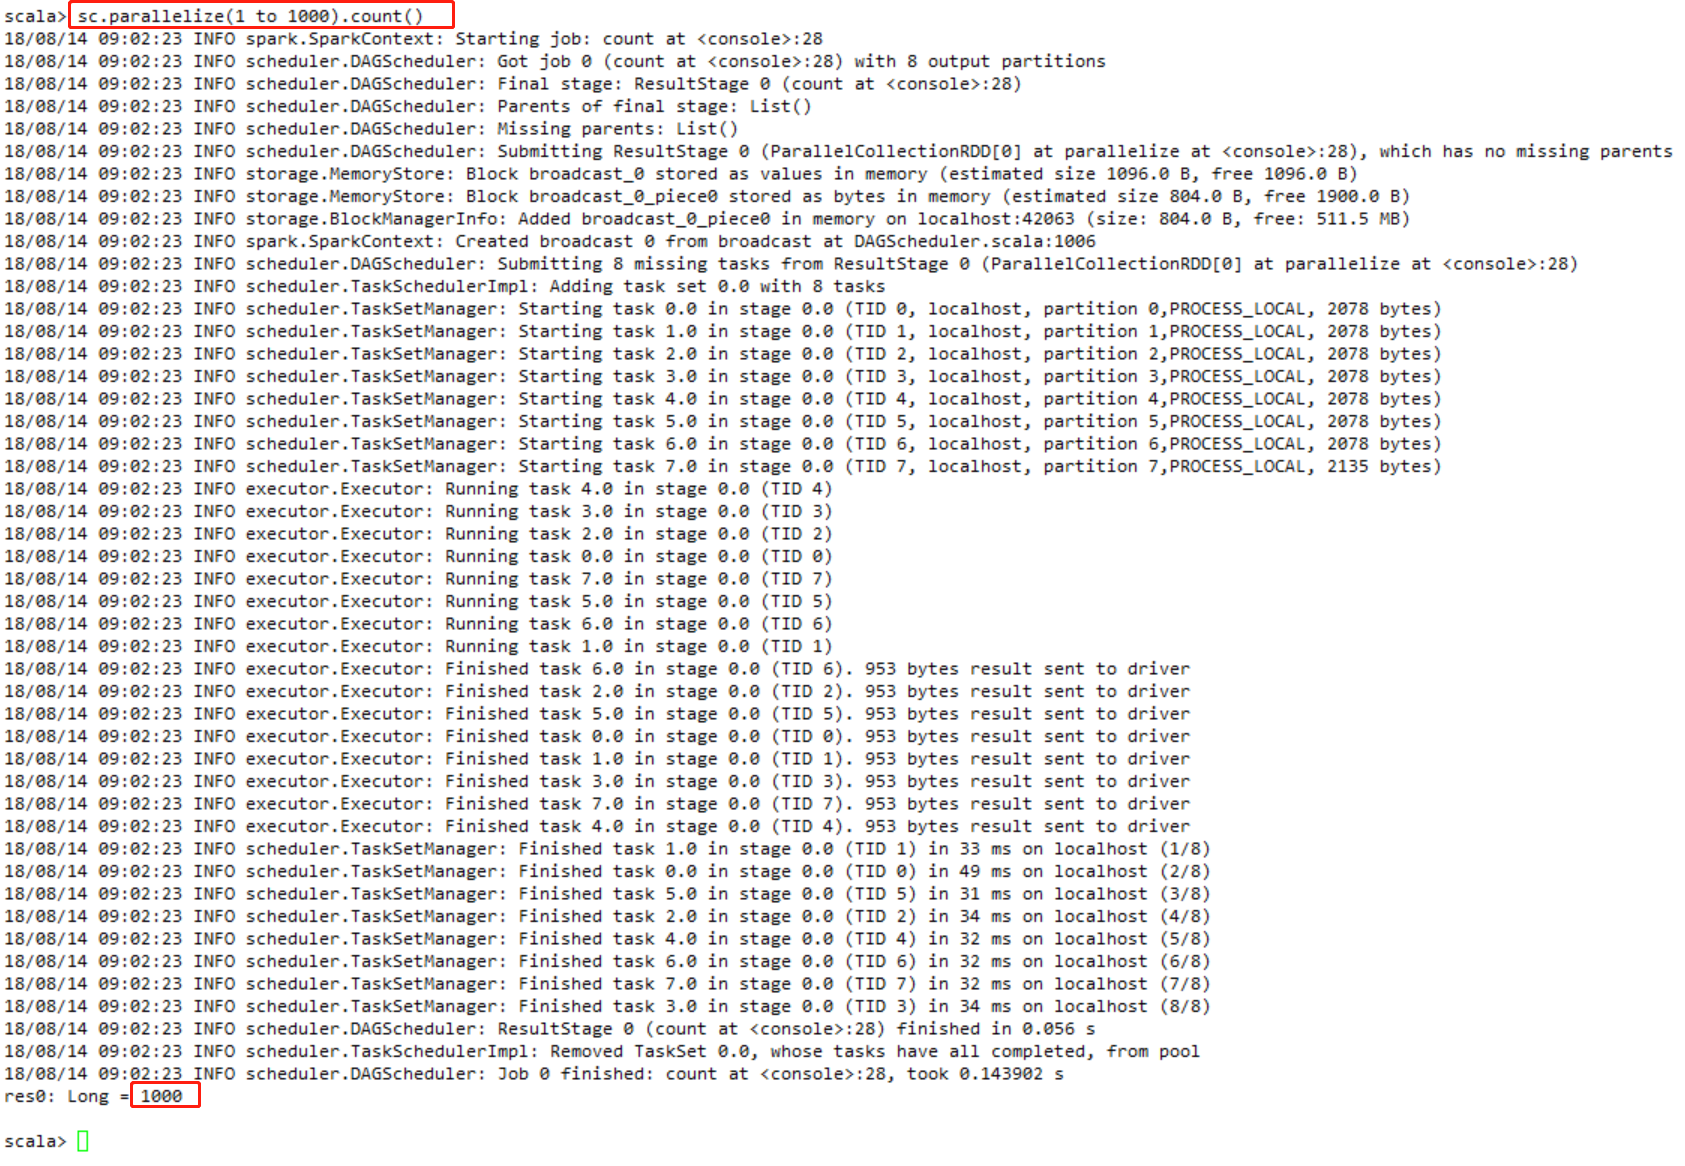 scala> sc.parallelize(1 to 1000).count()
18/08/14 09:02:23 INFO spark.SparkContext: Starting job: count at <console>:28
18/08/14 09:02:23 INFO scheduler.DAGScheduler: Got job 0 (count at <console>:28) with 8 output partitions
18/08/14 09:02:23 INFO scheduler.DAGScheduler: Final stage: ResultStage 0 (count at <console>:28)
18/08/14 09:02:23 INFO scheduler.DAGScheduler: Parents of final stage: List()
18/08/14 09:02:23 INFO scheduler.DAGScheduler: Missing parents: List()
18/08/14 09:02:23 INFO scheduler.DAGScheduler: Submitting ResultStage 0 (ParallelCollectionRDD[0] at parallelize at <console>:28), which has no missing parents
18/08/14 09:02:23 INFO storage.MemoryStore: Block broadcast_0 stored as values in memory (estimated size 1096.0 B, free 1096.0 B)
18/08/14 09:02:23 INFO storage.MemoryStore: Block broadcast_0_piece0 stored as bytes in memory (estimated size 804.0 B, free 1900.0 B)
18/08/14 09:02:23 INFO storage.BlockManagerInfo: Added broadcast_0_piece0 in memory on localhost:42063 (size: 804.0 B, free: 511.5 MB)
18/08/14 09:02:23 INFO spark.SparkContext: Created broadcast 0 from broadcast at DAGScheduler.scala:1006
18/08/14 09:02:23 INFO scheduler.DAGScheduler: Submitting 8 missing tasks from ResultStage 0 (ParallelCollectionRDD[0] at parallelize at <console>:28)
18/08/14 09:02:23 INFO scheduler.TaskSchedulerImpl: Adding task set 0.0 with 8 tasks
18/08/14 09:02:23 INFO scheduler.TaskSetManager: Starting task 0.0 in stage 0.0 (TID 0, localhost, partition 0,PROCESS_LOCAL, 2078 bytes)
18/08/14 09:02:23 INFO scheduler.TaskSetManager: Starting task 1.0 in stage 0.0 (TID 1, localhost, partition 1,PROCESS_LOCAL, 2078 bytes)
18/08/14 09:02:23 INFO scheduler.TaskSetManager: Starting task 2.0 in stage 0.0 (TID 2, localhost, partition 2,PROCESS_LOCAL, 2078 bytes)
18/08/14 09:02:23 INFO scheduler.TaskSetManager: Starting task 3.0 in stage 0.0 (TID 3, localhost, partition 3,PROCESS_LOCAL, 2078 bytes)
18/08/14 09:02:23 INFO scheduler.TaskSetManager: Starting task 4.0 in stage 0.0 (TID 4, localhost, partition 4,PROCESS_LOCAL, 2078 bytes)
18/08/14 09:02:23 INFO scheduler.TaskSetManager: Starting task 5.0 in stage 0.0 (TID 5, localhost, partition 5,PROCESS_LOCAL, 2078 bytes)
18/08/14 09:02:23 INFO scheduler.TaskSetManager: Starting task 6.0 in stage 0.0 (TID 6, localhost, partition 6,PROCESS_LOCAL, 2078 bytes)
18/08/14 09:02:23 INFO scheduler.TaskSetManager: Starting task 7.0 in stage 0.0 (TID 7, localhost, partition 7,PROCESS_LOCAL, 2135 bytes)
18/08/14 09:02:23 INFO executor.Executor: Running task 4.0 in stage 0.0 (TID 4)
18/08/14 09:02:23 INFO executor.Executor: Running task 3.0 in stage 0.0 (TID 3)
18/08/14 09:02:23 INFO executor.Executor: Running task 2.0 in stage 0.0 (TID 2)
18/08/14 09:02:23 INFO executor.Executor: Running task 0.0 in stage 0.0 (TID 0)
18/08/14 09:02:23 INFO executor.Executor: Running task 7.0 in stage 0.0 (TID 7)
18/08/14 09:02:23 INFO executor.Executor: Running task 5.0 in stage 0.0 (TID 5)
18/08/14 09:02:23 INFO executor.Executor: Running task 6.0 in stage 0.0 (TID 6)
18/08/14 09:02:23 INFO executor.Executor: Running task 1.0 in stage 0.0 (TID 1)
18/08/14 09:02:23 INFO executor.Executor: Finished task 6.0 in stage 0.0 (TID 6). 953 bytes result sent to driver
18/08/14 09:02:23 INFO executor.Executor: Finished task 2.0 in stage 0.0 (TID 2). 953 bytes result sent to driver
18/08/14 09:02:23 INFO executor.Executor: Finished task 5.0 in stage 0.0 (TID 5). 953 bytes result sent to driver
18/08/14 09:02:23 INFO executor.Executor: Finished task 0.0 in stage 0.0 (TID 0). 953 bytes result sent to driver
18/08/14 09:02:23 INFO executor.Executor: Finished task 1.0 in stage 0.0 (TID 1). 953 bytes result sent to driver
18/08/14 09:02:23 INFO executor.Executor: Finished task 3.0 in stage 0.0 (TID 3). 953 bytes result sent to driver
18/08/14 09:02:23 INFO executor.Executor: Finished task 7.0 in stage 0.0 (TID 7). 953 bytes result sent to driver
18/08/14 09:02:23 INFO executor.Executor: Finished task 4.0 in stage 0.0 (TID 4). 953 bytes result sent to driver
18/08/14 09:02:23 INFO scheduler.TaskSetManager: Finished task 1.0 in stage 0.0 (TID 1) in 33 ms on localhost (1/8)
18/08/14 09:02:23 INFO scheduler.TaskSetManager: Finished task 0.0 in stage 0.0 (TID 0) in 49 ms on localhost (2/8)
18/08/14 09:02:23 INFO scheduler.TaskSetManager: Finished task 5.0 in stage 0.0 (TID 5) in 31 ms on localhost (3/8)
18/08/14 09:02:23 INFO scheduler.TaskSetManager: Finished task 2.0 in stage 0.0 (TID 2) in 34 ms on localhost (4/8)
18/08/14 09:02:23 INFO scheduler.TaskSetManager: Finished task 4.0 in stage 0.0 (TID 4) in 32 ms on localhost (5/8)
18/08/14 09:02:23 INFO scheduler.TaskSetManager: Finished task 6.0 in stage 0.0 (TID 6) in 32 ms on localhost (6/8)
18/08/14 09:02:23 INFO scheduler.TaskSetManager: Finished task 7.0 in stage 0.0 (TID 7) in 32 ms on localhost (7/8)
18/08/14 09:02:23 INFO scheduler.TaskSetManager: Finished task 3.0 in stage 0.0 (TID 3) in 34 ms on localhost (8/8)
18/08/14 09:02:23 INFO scheduler.DAGScheduler: ResultStage 0 (count at <console>:28) finished in 0.056 s
18/08/14 09:02:23 INFO scheduler.TaskSchedulerImpl: Removed TaskSet 0.0, whose tasks have all completed, from pool
18/08/14 09:02:23 INFO scheduler.DAGScheduler: Job 0 finished: count at <console>:28, took 0.143902 s
res0: Long = 1000
scala>